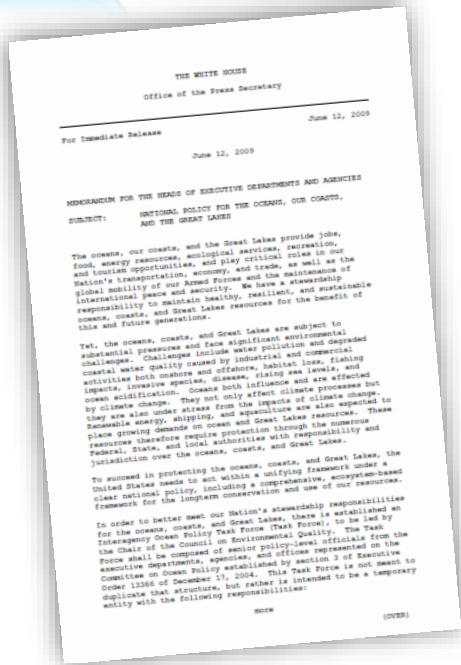 THE WHITE HOUSE
Office of the Press Secretary
For Immediate Release
June 12, 2009
June 12, 2009
MEMORANDUM FOR THE HEADS OF EXECUTIVE DEPARTMENTS AND AGENCIES
SUBJECT: NATIONAL POLICY FOR THE OCEANS, OUR COASTS,
AND THE GREAT LAKES
The oceans, our coasts, and the Great Lakes provide jobs,
food, energy resources, ecological services, recreation,
and tourism opportunities, and play critical roles in our
Nation's transportation, economy, and trade, as well as the
global mobility of our Armed Forces and the maintenance of
international peace and security. We have a stewardship
responsibility to maintain healthy, resilient, and sustainable
oceans, coasts, and Great Lakes resources for the benefit of
this and future generations.
Yet, the oceans, coasts, and Great Lakes are subject to
substantial pressures and face significant environmental
challenges. Challenges include water pollution and degraded
coastal water quality caused by industrial and commercial
activities both onshore and offshore, habitat loss, fishing
impacts, invasive species, disease, rising sea levels, and
ocean acidification. Oceans both influence and are affected
by climate change. They not only affect climate processes but
they are also under stress from the impacts of climate change.
Renewable energy, shipping, and aquaculture are also expected to
place growing demands on ocean and Great Lakes resources. These
resources therefore require protection through the numerous
Federal, State, and local authorities with responsibility and
jurisdiction over the oceans, coasts, and Great Lakes.
To succeed in protecting the oceans, coasts, and Great Lakes, the
United States needs to act within a unifying framework under a
clear national policy, including a comprehensive, ecosystem-based
framework for the longterm conservation and use of our resources.
In order to better meet our Nation's stewardship responsibilities
for the oceans, coasts, and Great Lakes, there is established an
Interagency Ocean Policy Task Force (Task Force), to be led by
the Chair of the Council on Environmental Quality. The Task
Force shall be composed of senior policy-level officials from the
executive departments, agencies, and offices represented on the
Committee on Ocean Policy established by section 3 of Executive
Order 13366 of December 17, 2004. This Task Force is not meant to
duplicate that structure, but rather is intended to be a temporary
entity with the following responsibilities:
more
(OVER)